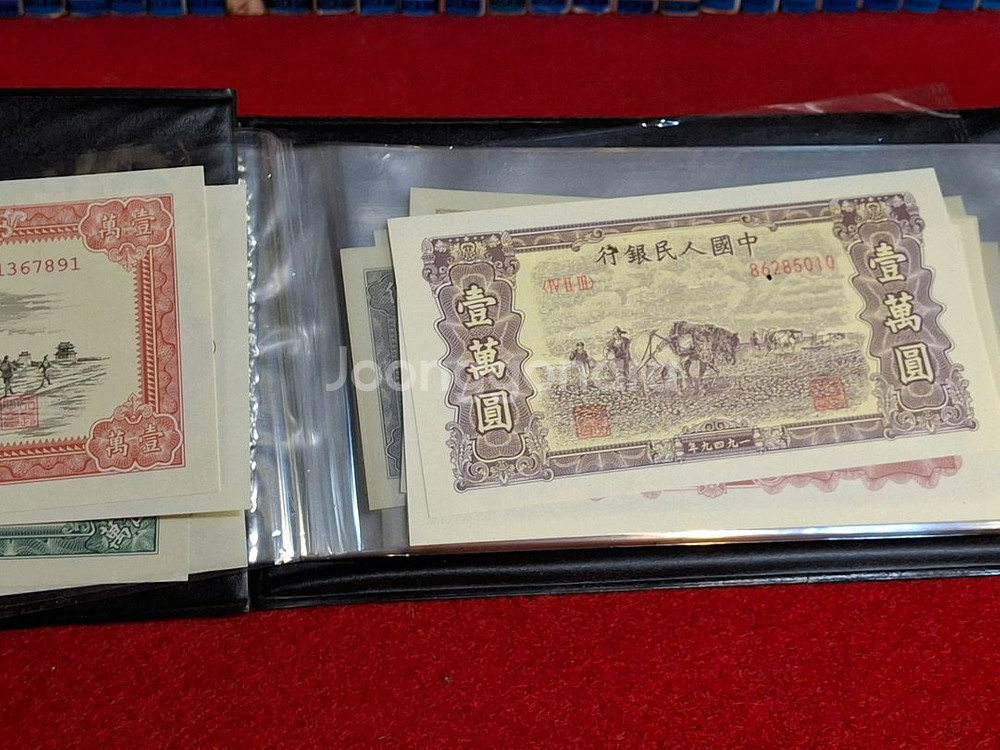 萬壹
1367891
萬壹
萬
行銀民人國中
〈IV II III〉
86285010
壹萬圓
壹萬圓
年九四九一